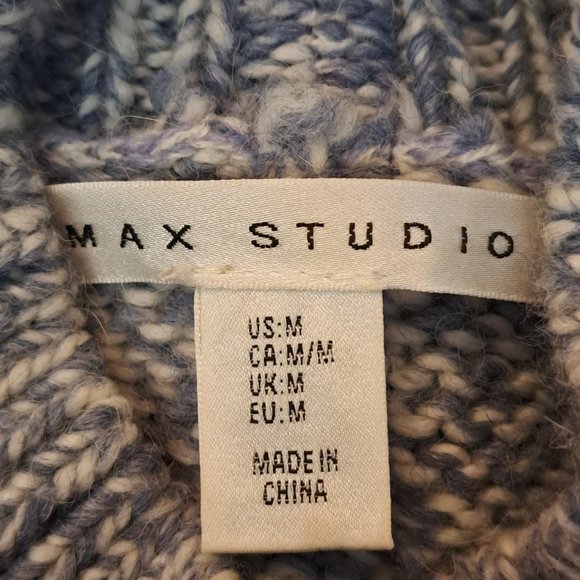 MAX STUDIO
US:M
CA:M/M
UK:M
EU:M
MADE IN
CHINA